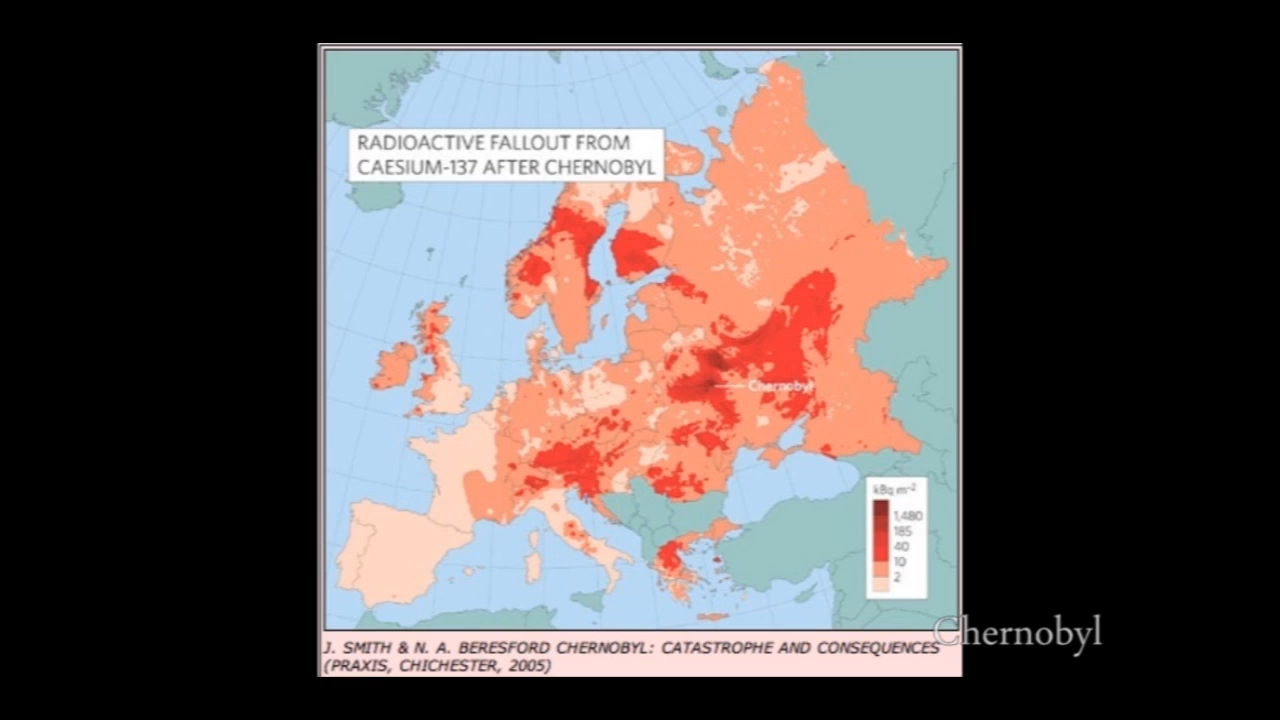 RADIOACTIVE FALLOUT FROM
CAESIUM-137 AFTER CHERNOBYL
Chernobyl
kBq m⁻²
1,480
185
40
10
2
Chernobyl
J. SMITH & N. A. BERESFORD CHERNOBYL: CATASTROPHE AND CONSEQUENCES
(PRAXIS, CHICHESTER, 2005)